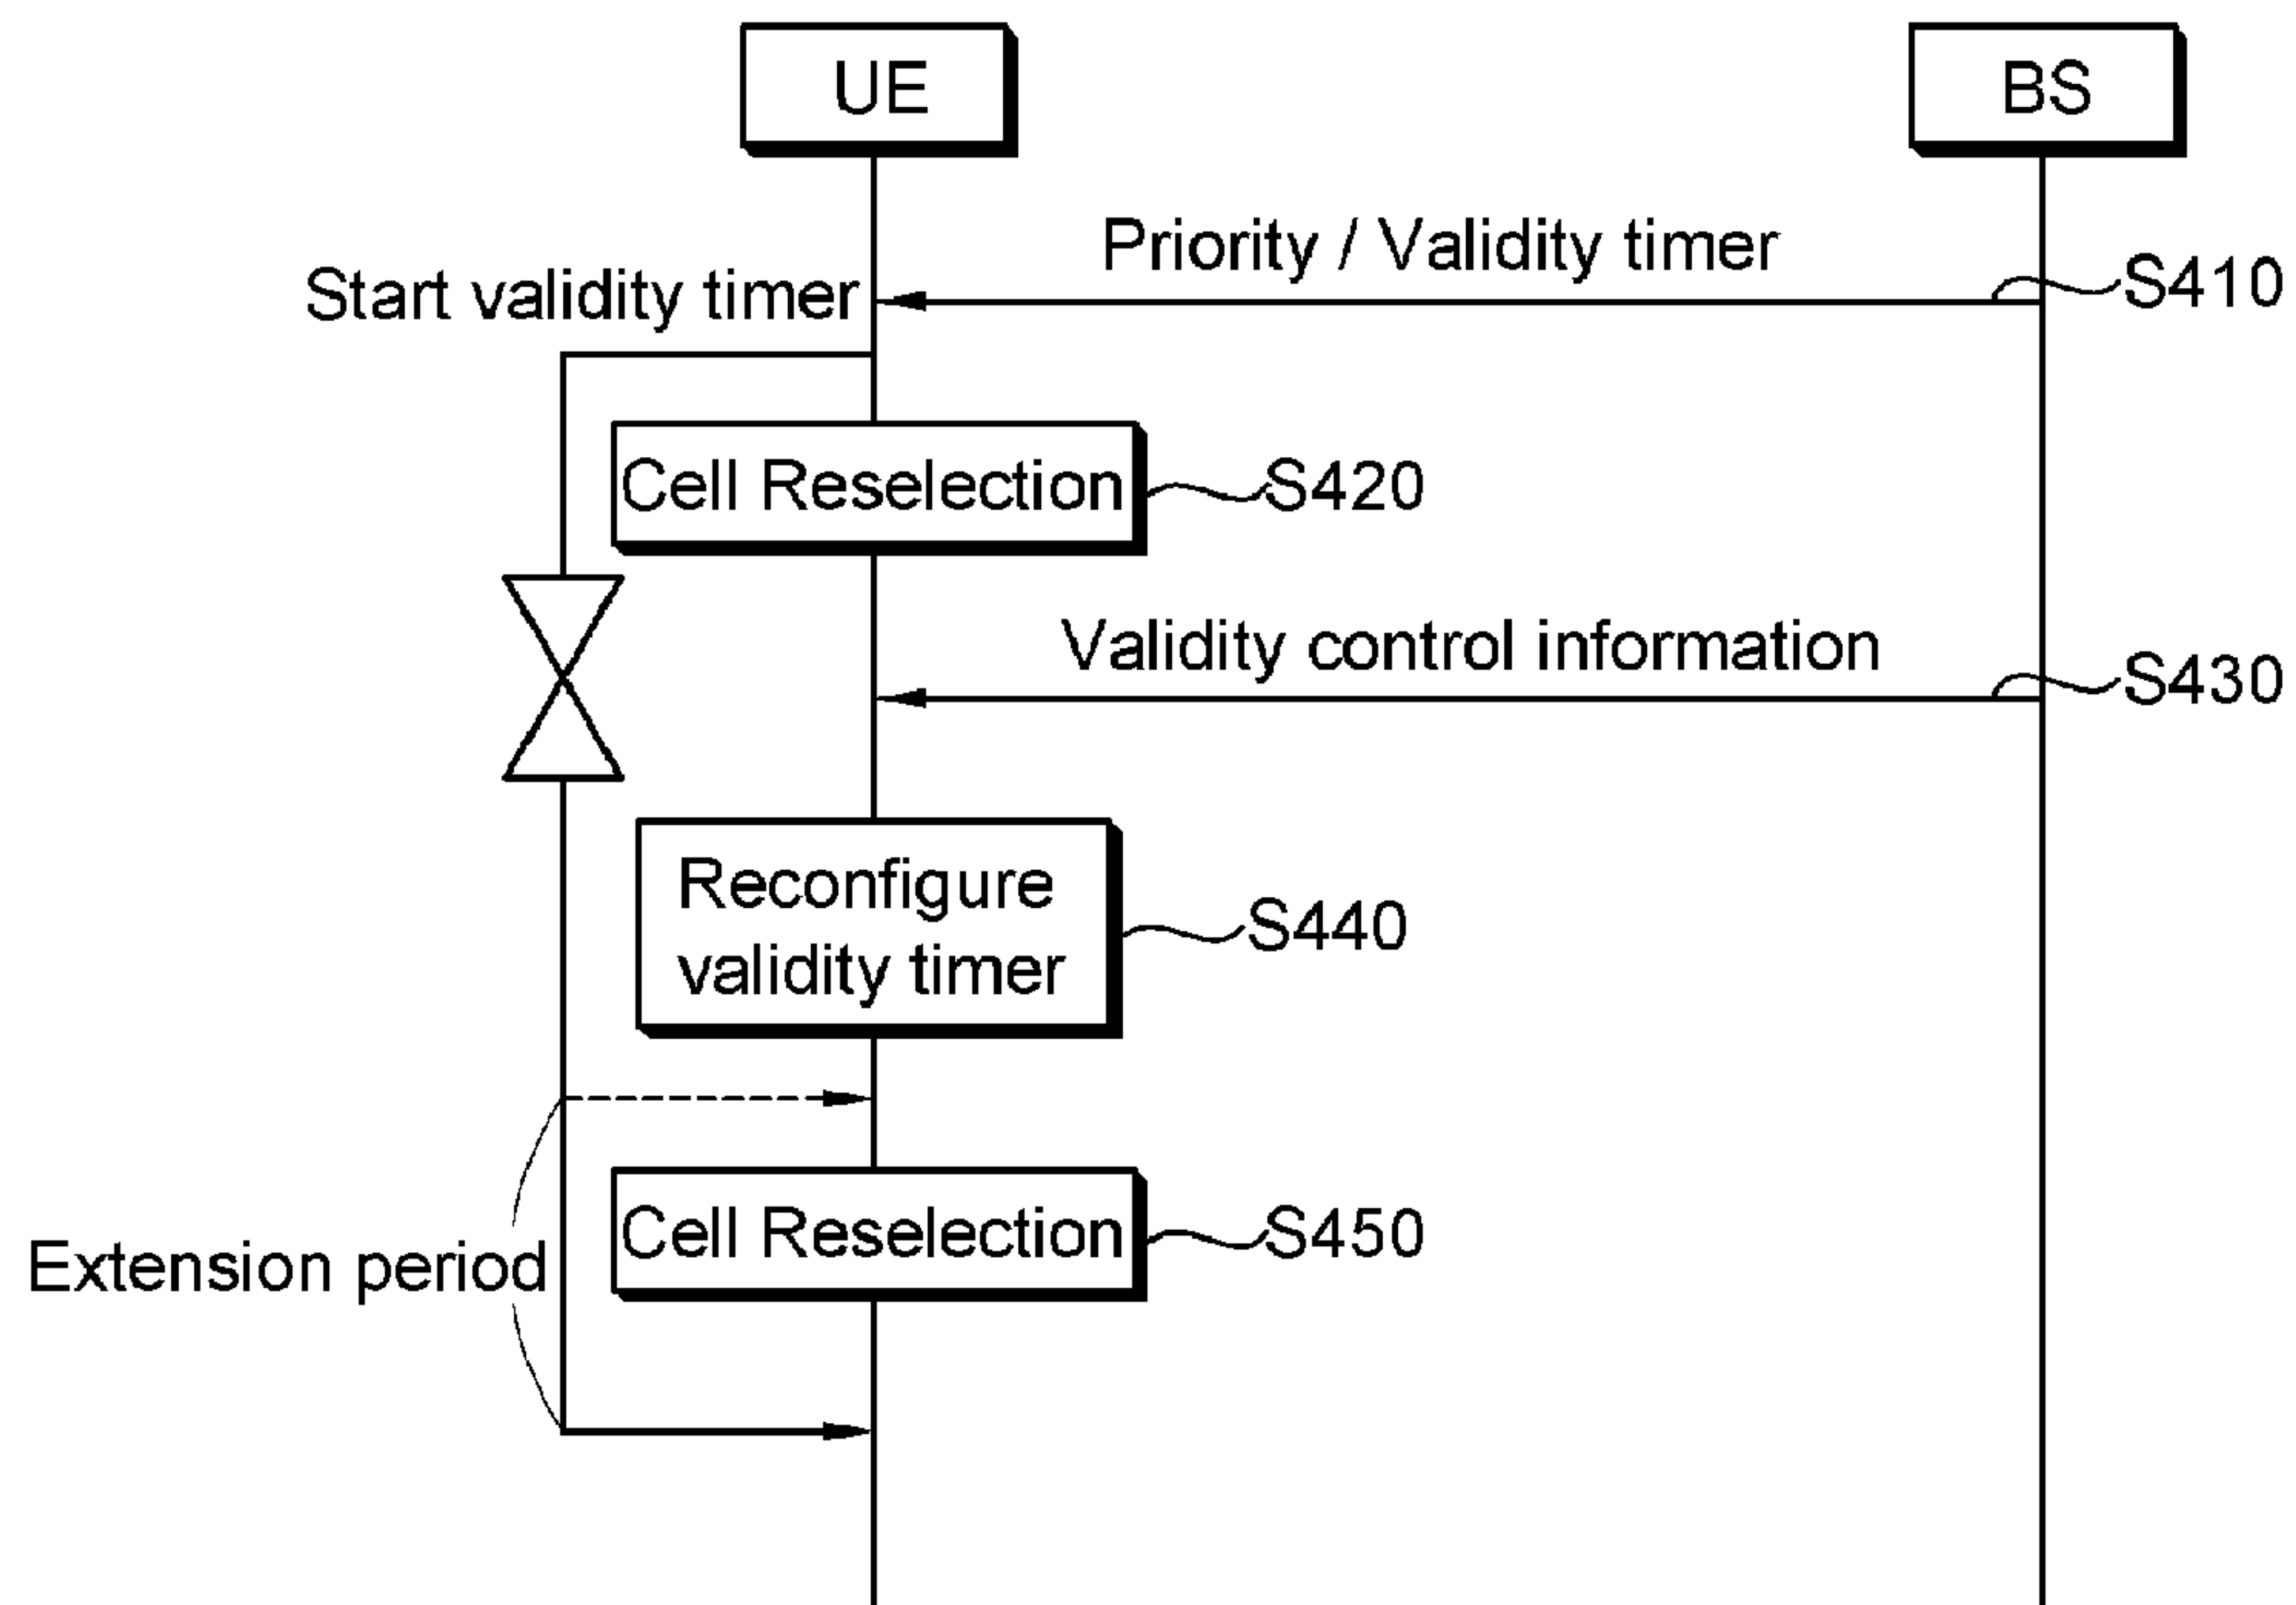 UE
BS
Priority / Validity timer
Start validity timer
S410
Cell Reselection
S420
Validity control information
S430
Reconfigure
validity timer
S440
Cell Reselection
S450
Extension period